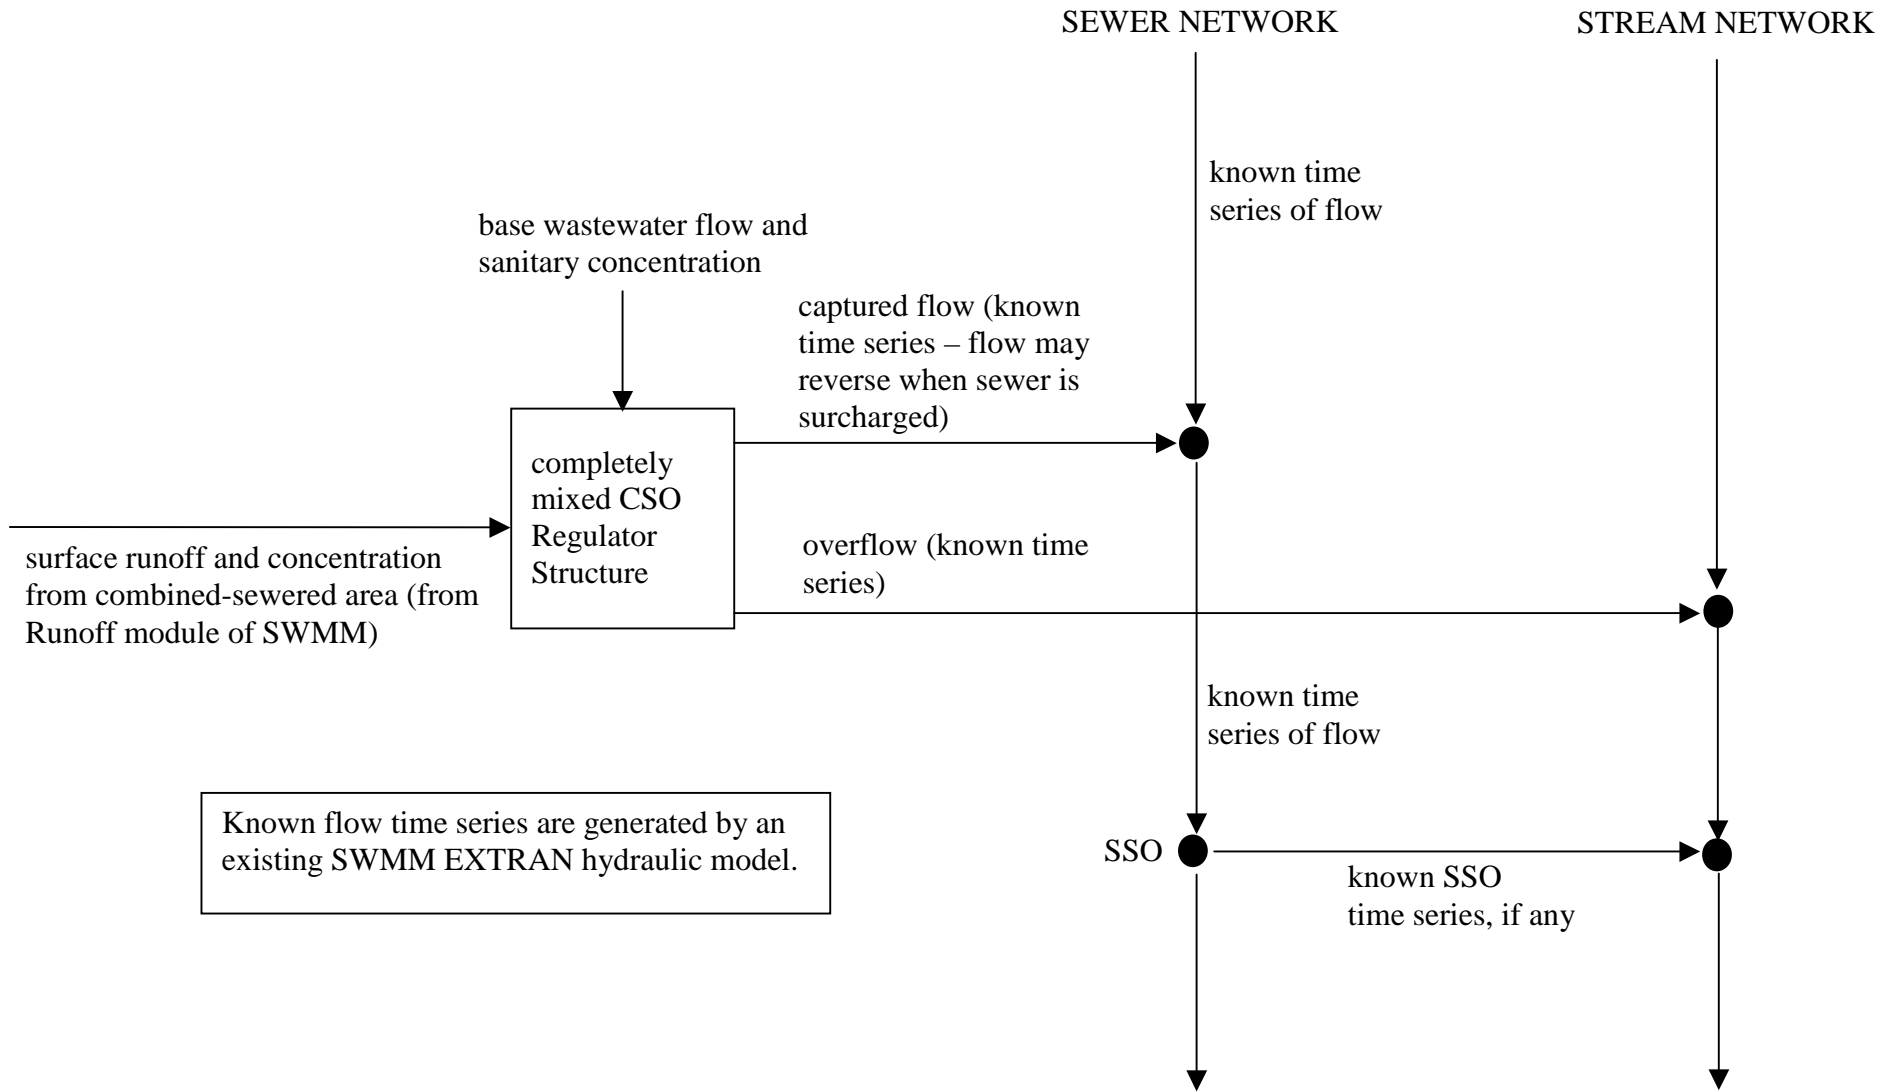 SEWER NETWORK
STREAM NETWORK
known time
series of flow
base wastewater flow and
sanitary concentration
captured flow (known
time series – flow may
reverse when sewer is
surcharged)
completely
mixed CSO
Regulator
Structure
overflow (known time
series)
surface runoff and concentration
from combined-sewered area (from
Runoff module of SWMM)
known time
series of flow
Known flow time series are generated by an
existing SWMM EXTRAN hydraulic model.
SSO
known SSO
time series, if any